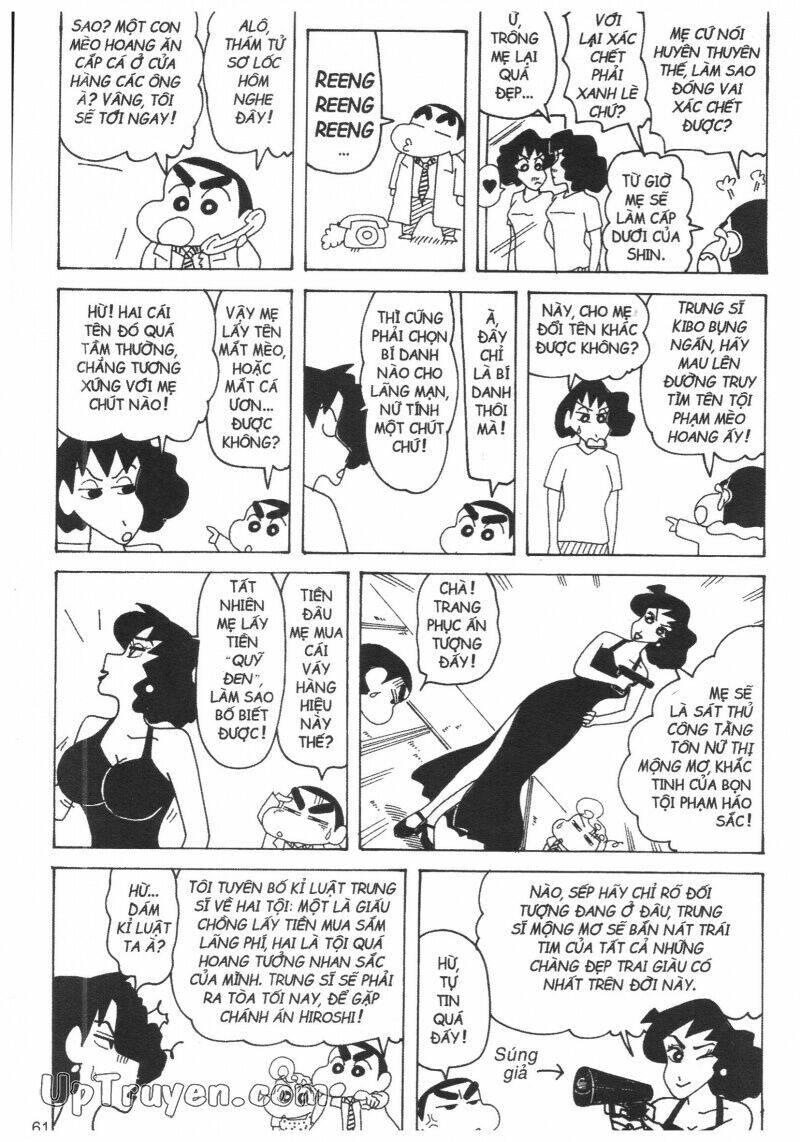 MẸ CỨ NÓI
HUYÊN THUYÊN
THẾ, LÀM SAO
ĐÓNG VAI
XÁC CHẾT
ĐƯỢC?
VỚI
LẠI XÁC
CHẾT
PHẢI
XANH LÈ
CHỨ?
Ừ,
TRÔNG
MẸ LẠI
QUÁ
ĐẸP...
TỪ GIỜ
MẸ SẼ
LÀM CẤP
DƯỚI CỦA
SHIN.
REENG
REENG
REENG
...
ALÔ,
THÁM TỬ
SƠ LỐC
HÔM
NGHE
ĐÂY!
SAO? MỘT CON
MÈO HOANG ĂN
CẮP CÁ Ở CỬA
HÀNG CÁC ÔNG
À? VÂNG, TÔI
SẼ TỚI NGAY!
TRUNG SĨ
KIBO BỤNG
NGẤN, HÃY
MAU LÊN
ĐƯỜNG TRUY
TÌM TÊN TỘI
PHẠM MÈO
HOANG ẤY!
NÀY, CHO MẸ
ĐỔI TÊN KHÁC
ĐƯỢC KHÔNG?
À,
ĐÂY
CHỈ
LÀ BÍ
DANH
THÔI
MÀ!
THÌ CŨNG
PHẢI CHỌN
BÍ DANH
NÀO CHO
LÃNG MẠN,
NỮ TÍNH
MỘT CHÚT
CHỨ!
VẬY MẸ
LẤY TÊN
MẮT MÈO,
HOẶC
MẮT CÁ
ƯƠN...
ĐƯỢC
KHÔNG?
HỪ! HAI CÁI
TÊN ĐÓ QUÁ
TẦM THƯỜNG,
CHẲNG TƯƠNG
XỨNG VỚI MẸ
CHÚT NÀO!
CHÀ!
TRANG
PHỤC ẤN
TƯỢNG
ĐẤY!
MẸ SẼ
LÀ SÁT THỦ
CÔNG TẰNG
TÔN NỮ THỊ
MỘNG MƠ, KHẮC
TINH CỦA BỌN
TỘI PHẠM HÁO
SẮC!
TIỀN
ĐÂU
MẸ MUA
CÁI
VÁY
HÀNG
HIỆU
NÀY
THẾ?
TẤT
NHIÊN
MẸ LẤY
TIỀN
"QUỸ
ĐEN",
LÀM SAO
BỐ BIẾT
ĐƯỢC!
NÀO, SẾP HÃY CHỈ RÕ ĐỐI
TƯỢNG ĐANG Ở ĐÂU, TRUNG
SĨ MỘNG MƠ SẼ BẮN NÁT TRÁI
TIM CỦA TẤT CẢ NHỮNG
CHÀNG ĐẸP TRAI GIÀU CÓ
NHẤT TRÊN ĐỜI NÀY.
HỪ,
TỰ
TIN
QUÁ
ĐẤY!
Súng
giả
TÔI TUYÊN BỐ KỈ LUẬT TRUNG
SĨ VỀ HAI TỘI: MỘT LÀ GIẤU
CHỒNG LẤY TIỀN MUA SẮM
LÃNG PHÍ, HAI LÀ TỘI QUÁ
HOANG TƯỞNG NHAN SẮC
CỦA MÌNH. TRUNG SĨ SẼ PHẢI
RA TÒA TỐI NAY, ĐỂ GẶP
CHÁNH ÁN HIROSHI!
HỪ...
DÁM
KỈ LUẬT
TA À?
UpTruyen.com
61